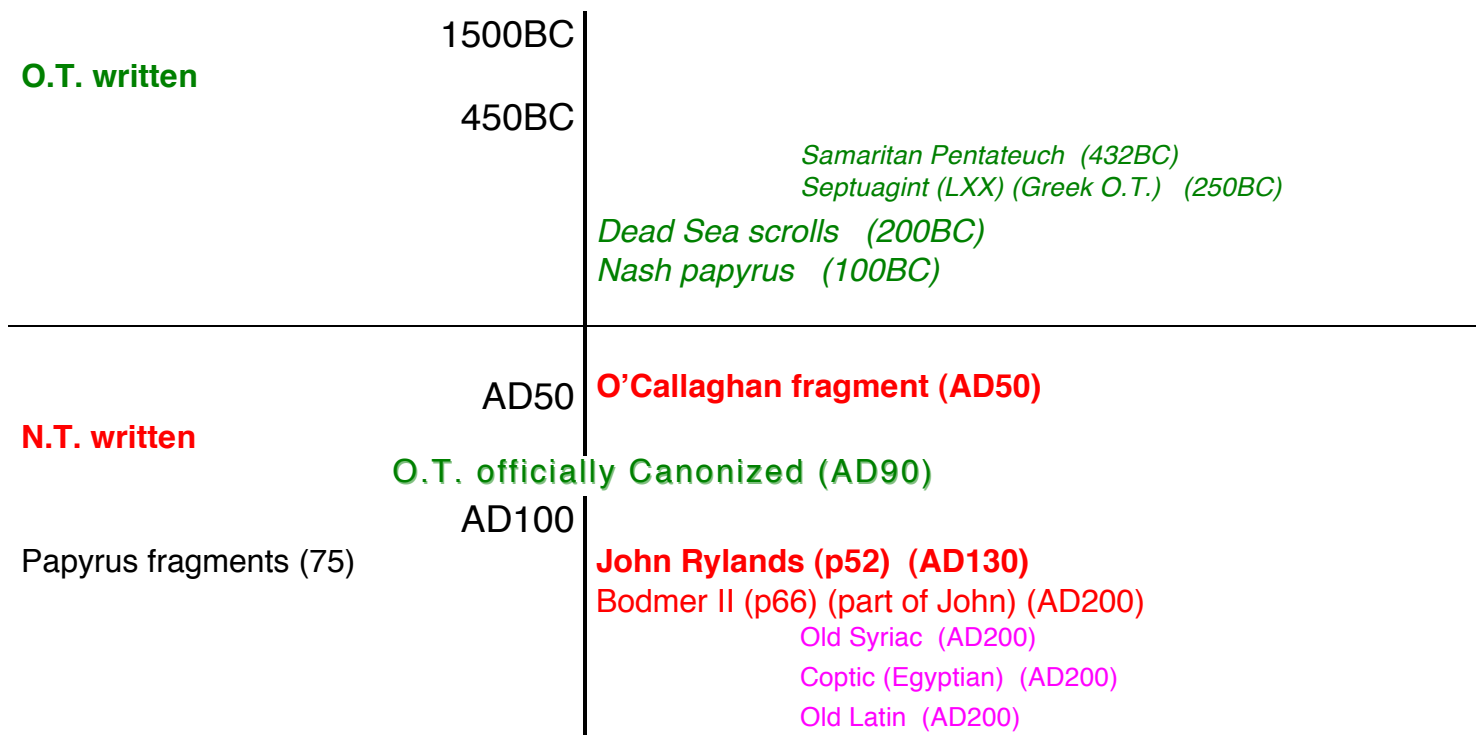 1500BC
O.T. written
450BC
Samaritan Pentateuch (432BC)
Septuagint (LXX) (Greek O.T.) (250BC)
Dead Sea scrolls (200BC)
Nash papyrus (100BC)
AD50 O’Callaghan fragment (AD50)
N.T. written
O.T. officially Canonized (AD90)
AD100
Papyrus fragments (75) John Rylands (p52) (AD130)
Bodmer II (p66) (part of John) (AD200)
Old Syriac (AD200)
Coptic (Egyptian) (AD200)
Old Latin (AD200)